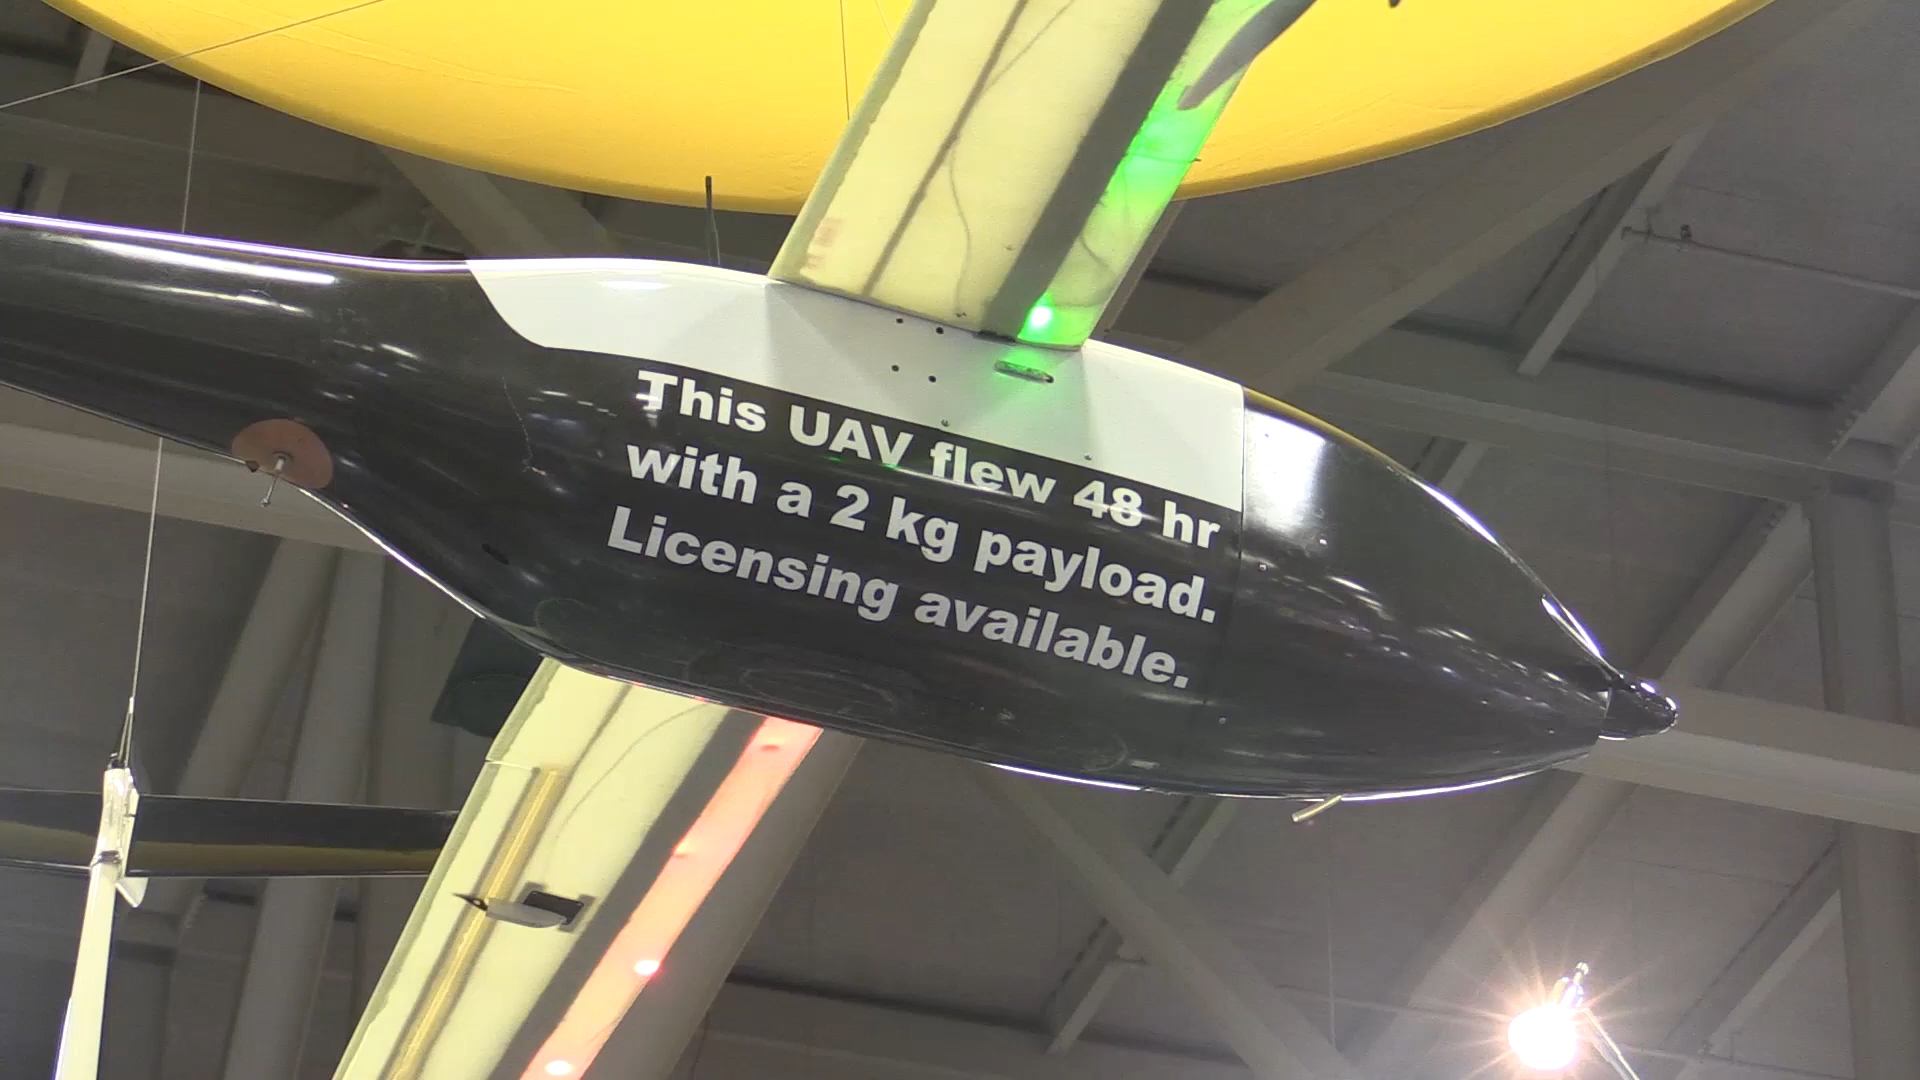 This UAV flew 48 hr
with a 2 kg payload.
Licensing available.